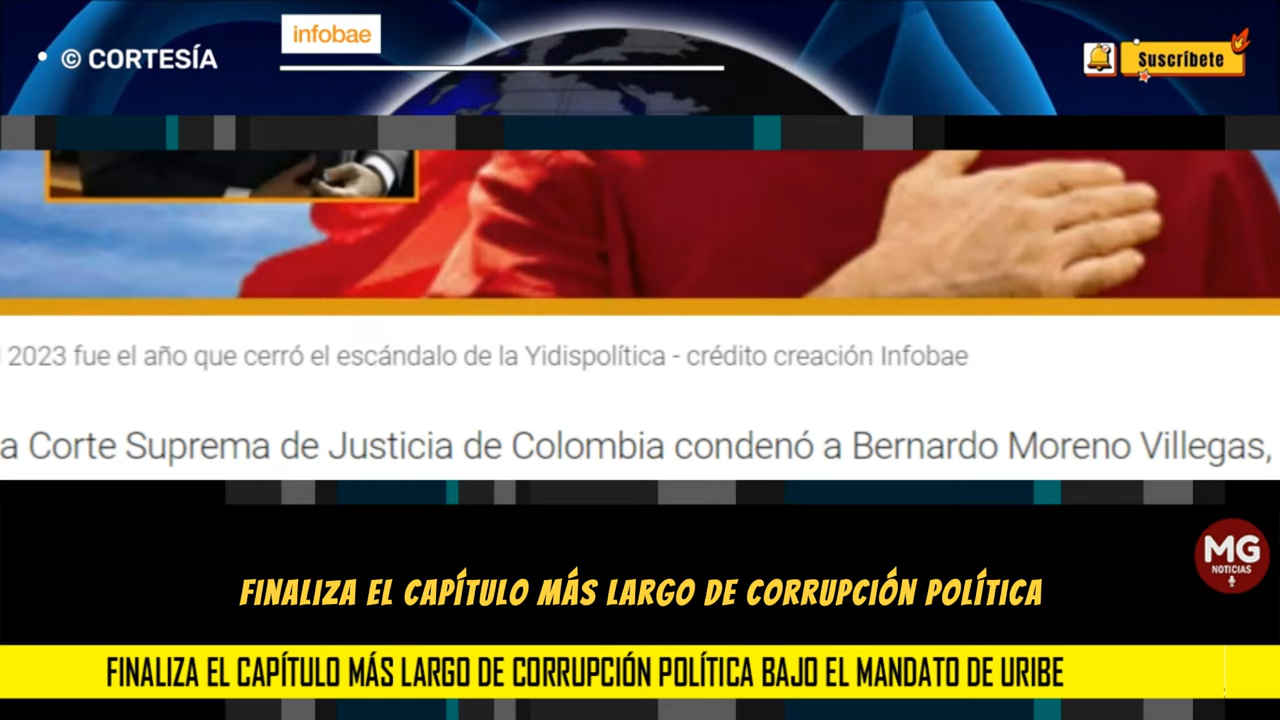 © CORTESÍA
infobae
Suscríbete
2023 fue el año que cerró el escándalo de la Yidispolítica - crédito creación Infobae
a Corte Suprema de Justicia de Colombia condenó a Bernardo Moreno Villegas,
MG
NOTICIAS
FINALIZA EL CAPÍTULO MÁS LARGO DE CORRUPCIÓN POLÍTICA
FINALIZA EL CAPÍTULO MÁS LARGO DE CORRUPCIÓN POLÍTICA BAJO EL MANDATO DE URIBE